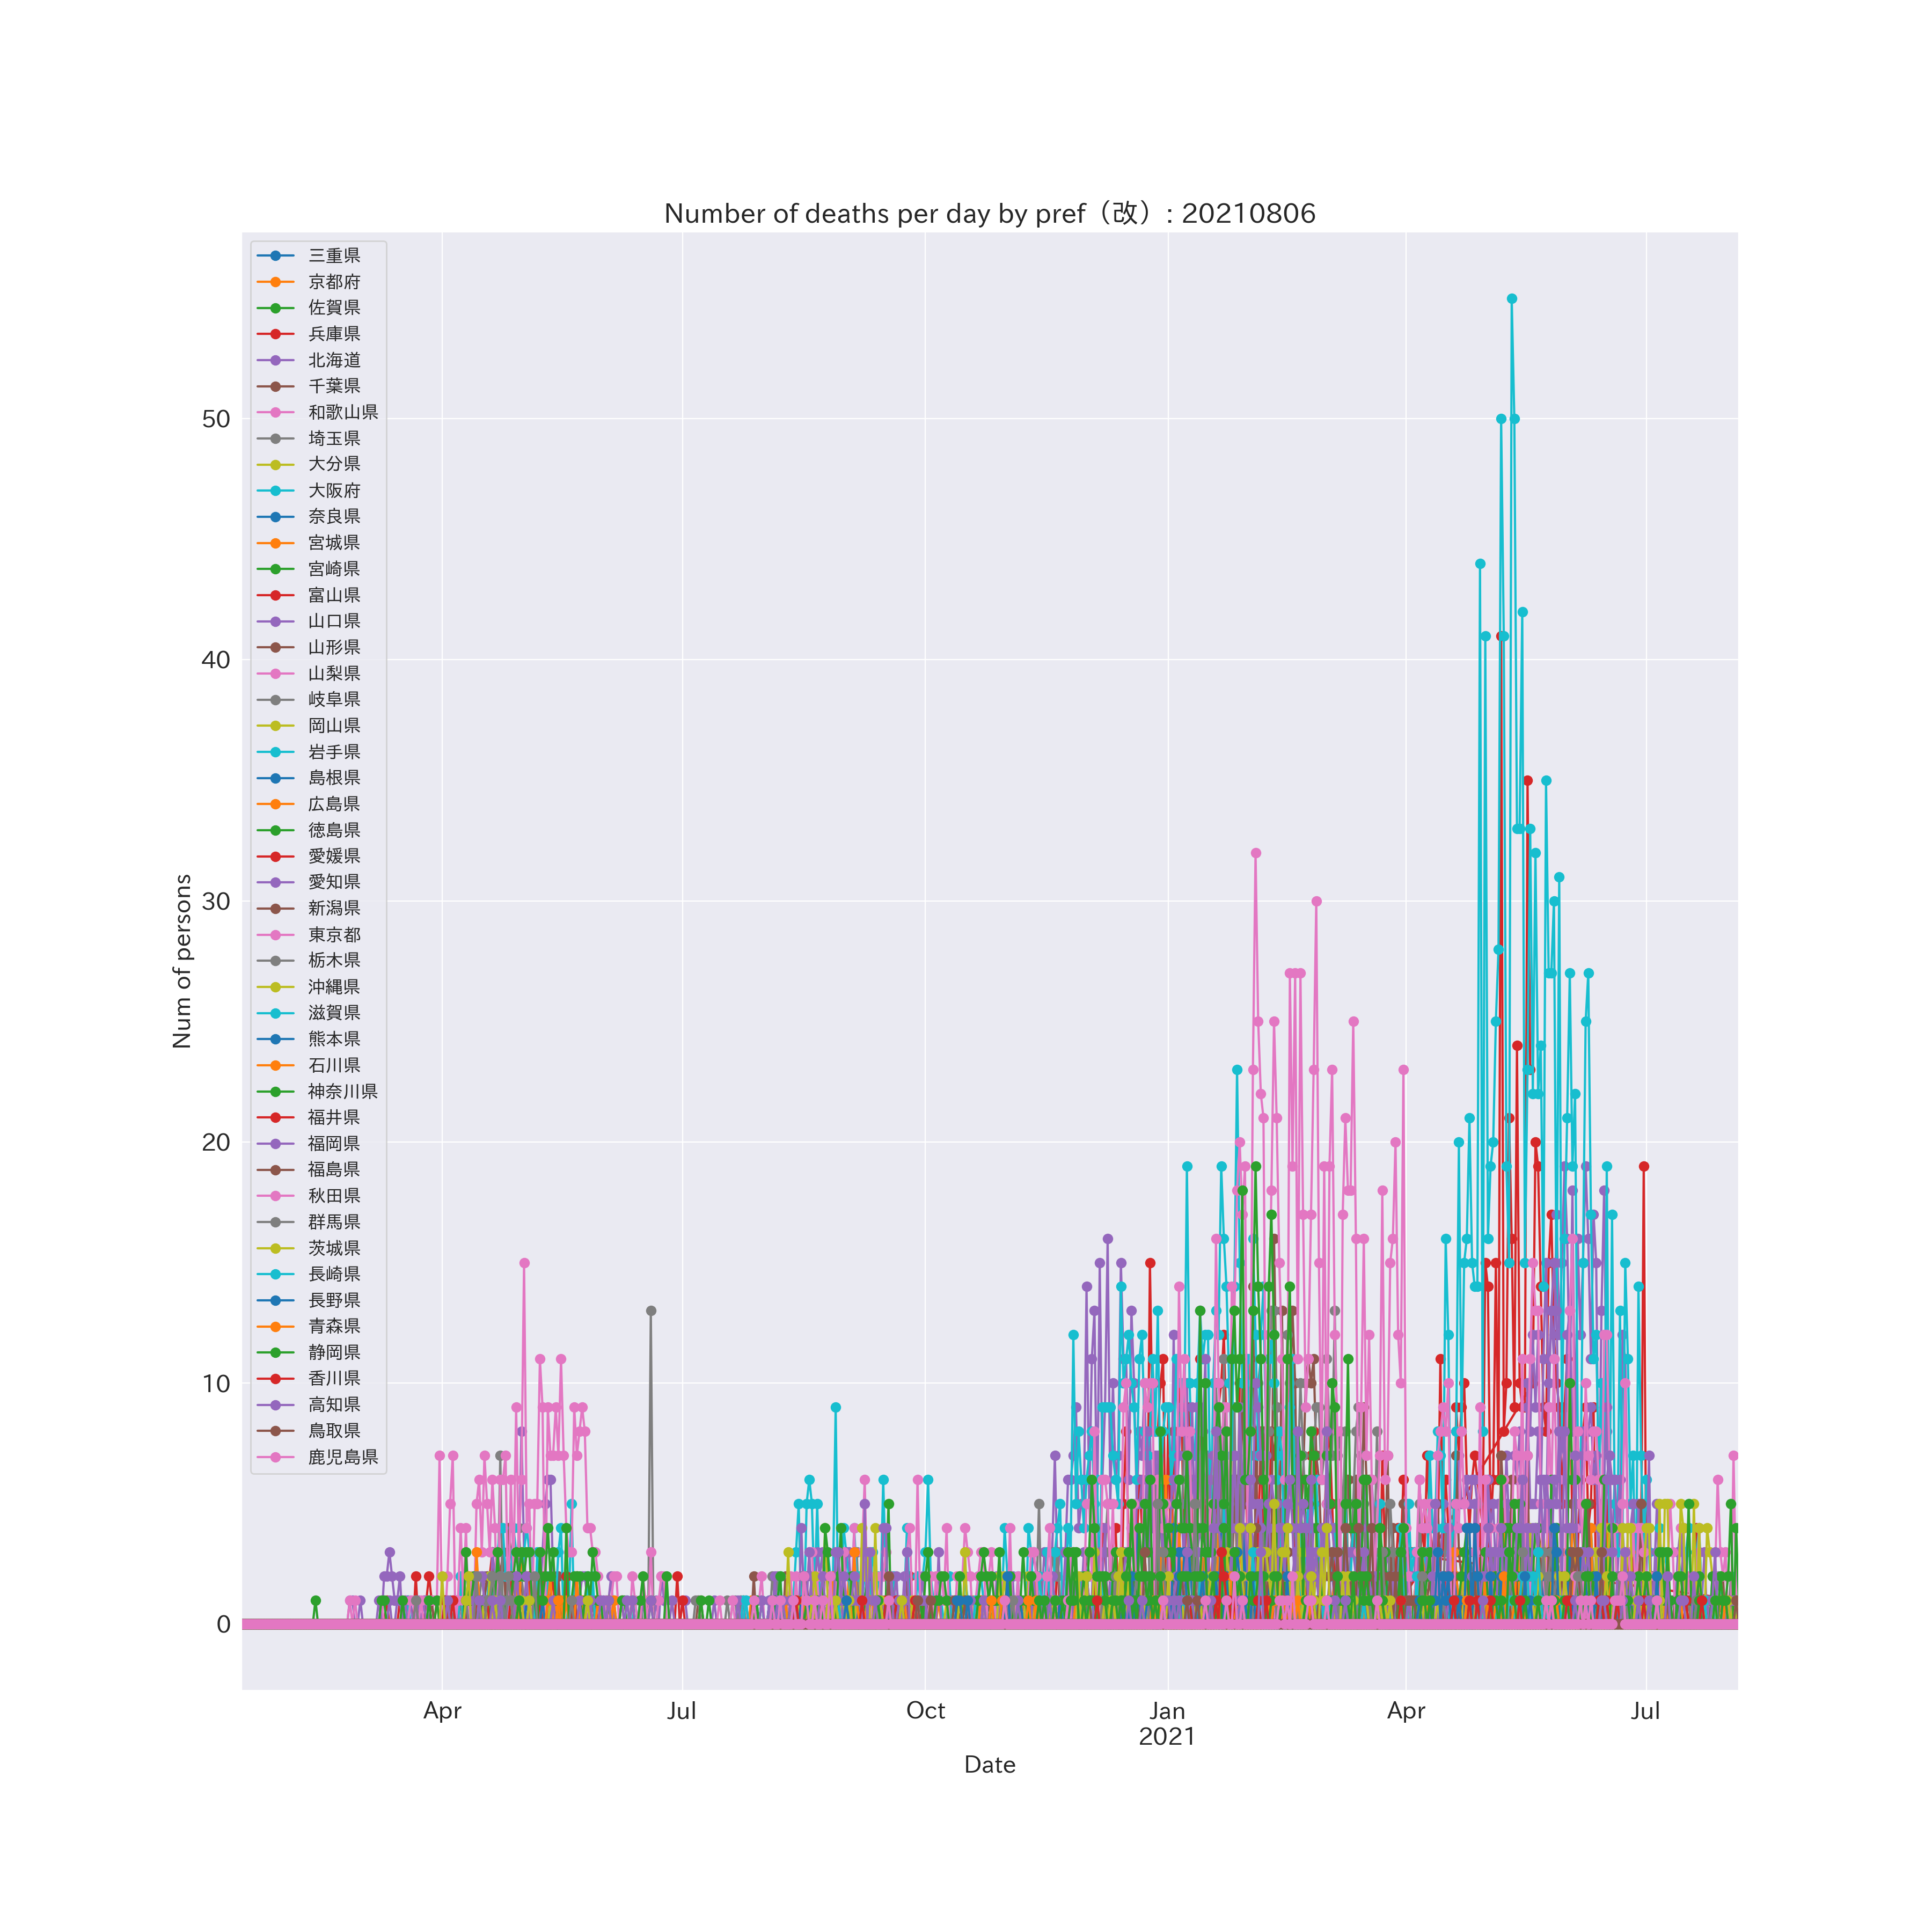 Number of deaths per day by pref（改）: 20210806
三重県
京都府
佐賀県
兵庫県
北海道
千葉県
和歌山県
埼玉県
大分県
大阪府
奈良県
宮城県
宮崎県
富山県
山口県
山形県
山梨県
岐阜県
岡山県
岩手県
島根県
広島県
徳島県
愛媛県
愛知県
新潟県
東京都
栃木県
沖縄県
滋賀県
熊本県
石川県
神奈川県
福井県
福岡県
福島県
秋田県
群馬県
茨城県
長崎県
長野県
青森県
静岡県
香川県
高知県
鳥取県
鹿児島県
50
40
30
20
10
0
Num of persons
Apr Jul Oct Jan Apr Jul
2021
Date